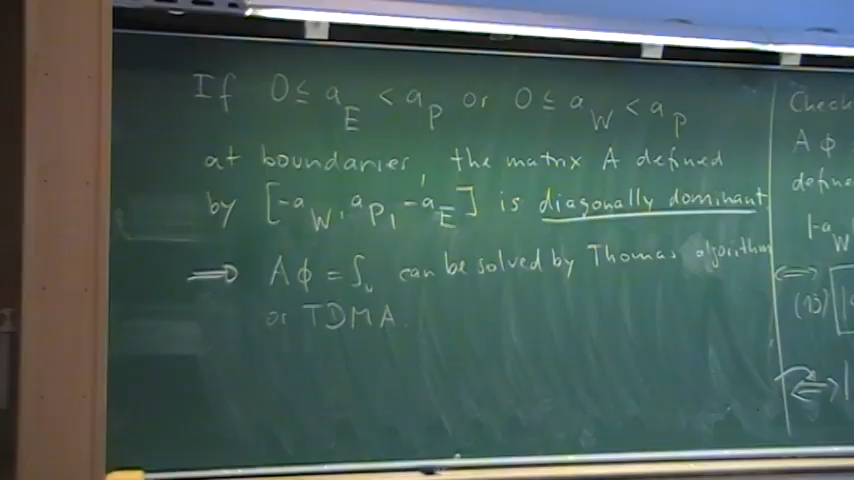 If 0 ≤ a_E < a_P or 0 ≤ a_W < a_P
at boundaries, the matrix A defined
by [-a_W, a_P, -a_E] is diagonally dominant
⇒ Aϕ = S_u can be solved by Thomas algorithm
or TDMA.
Check
Aϕ =
define
|-a_W|
⇔
(13)
⇔ |